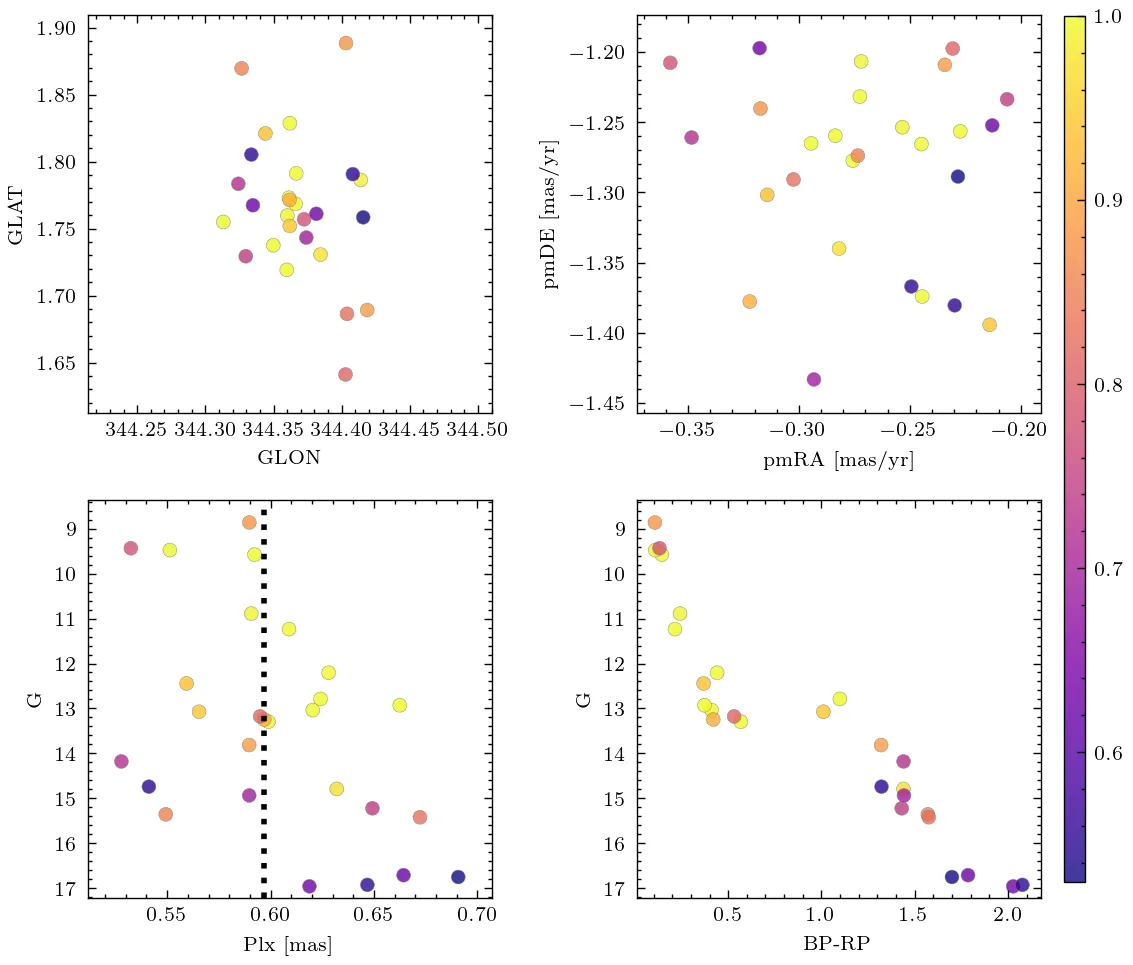 1.90
1.85
1.80
1.75
1.70
1.65
GLAT
344.25 344.30 344.35 344.40 344.45 344.50
GLON
−1.20
−1.25
−1.30
−1.35
−1.40
−1.45
pmDE [mas/yr]
−0.35 −0.30 −0.25 −0.20
pmRA [mas/yr]
1.0
0.9
0.8
0.7
0.6
9
10
11
12
13
14
15
16
17
G
0.55 0.60 0.65 0.70
Plx [mas]
9
10
11
12
13
14
15
16
17
G
0.5 1.0 1.5 2.0
BP-RP